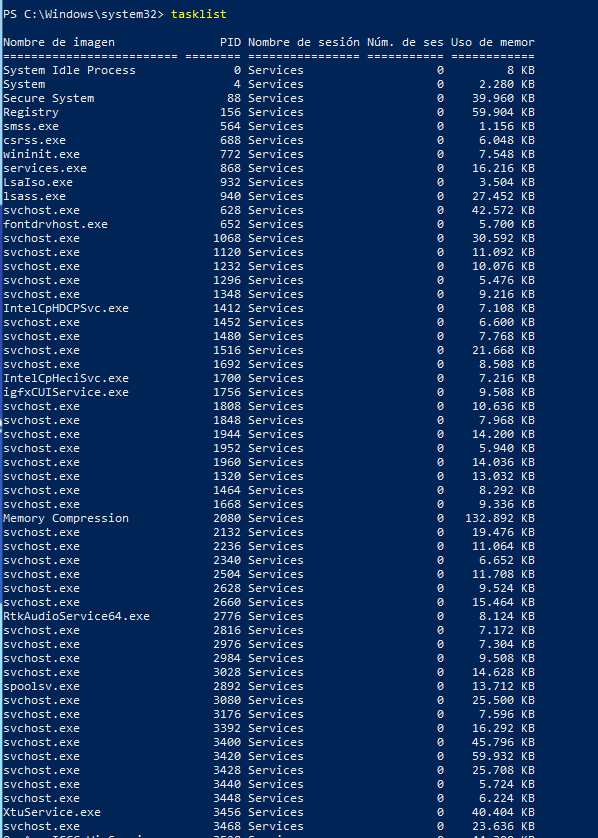 PS C:\Windows\system32> tasklist
Nombre de imagen PID Nombre de sesión Núm. de ses Uso de memor
========================= ======== ================ =========== ============
System Idle Process 0 Services 0 8 KB
System 4 Services 0 2.280 KB
Secure System 88 Services 0 39.960 KB
Registry 156 Services 0 59.904 KB
smss.exe 564 Services 0 1.156 KB
csrss.exe 688 Services 0 6.048 KB
wininit.exe 772 Services 0 7.548 KB
services.exe 868 Services 0 16.216 KB
LsaIso.exe 932 Services 0 3.504 KB
lsass.exe 940 Services 0 27.452 KB
svchost.exe 628 Services 0 42.572 KB
fontdrvhost.exe 652 Services 0 5.700 KB
svchost.exe 1068 Services 0 30.592 KB
svchost.exe 1120 Services 0 11.092 KB
svchost.exe 1232 Services 0 10.076 KB
svchost.exe 1296 Services 0 5.476 KB
svchost.exe 1348 Services 0 9.216 KB
IntelCpHDCPSvc.exe 1412 Services 0 7.108 KB
svchost.exe 1452 Services 0 6.600 KB
svchost.exe 1480 Services 0 7.768 KB
svchost.exe 1516 Services 0 21.668 KB
svchost.exe 1692 Services 0 8.508 KB
IntelCpHeciSvc.exe 1700 Services 0 7.216 KB
igfxCUIService.exe 1756 Services 0 9.508 KB
svchost.exe 1808 Services 0 10.636 KB
svchost.exe 1848 Services 0 7.968 KB
svchost.exe 1944 Services 0 14.200 KB
svchost.exe 1952 Services 0 5.940 KB
svchost.exe 1960 Services 0 14.036 KB
svchost.exe 1320 Services 0 13.032 KB
svchost.exe 1464 Services 0 8.292 KB
svchost.exe 1668 Services 0 9.336 KB
Memory Compression 2080 Services 0 132.892 KB
svchost.exe 2132 Services 0 19.476 KB
svchost.exe 2236 Services 0 11.064 KB
svchost.exe 2340 Services 0 6.652 KB
svchost.exe 2504 Services 0 11.708 KB
svchost.exe 2628 Services 0 9.524 KB
svchost.exe 2660 Services 0 15.464 KB
RtkAudioService64.exe 2776 Services 0 8.124 KB
svchost.exe 2816 Services 0 7.172 KB
svchost.exe 2976 Services 0 7.304 KB
svchost.exe 2984 Services 0 9.508 KB
svchost.exe 3028 Services 0 14.628 KB
spoolsv.exe 2892 Services 0 13.712 KB
svchost.exe 3080 Services 0 25.500 KB
svchost.exe 3176 Services 0 7.596 KB
svchost.exe 3392 Services 0 16.292 KB
svchost.exe 3400 Services 0 45.796 KB
svchost.exe 3420 Services 0 59.932 KB
svchost.exe 3428 Services 0 25.708 KB
svchost.exe 3440 Services 0 5.724 KB
svchost.exe 3448 Services 0 6.224 KB
XtuService.exe 3456 Services 0 40.404 KB
svchost.exe 3468 Services 0 23.636 KB